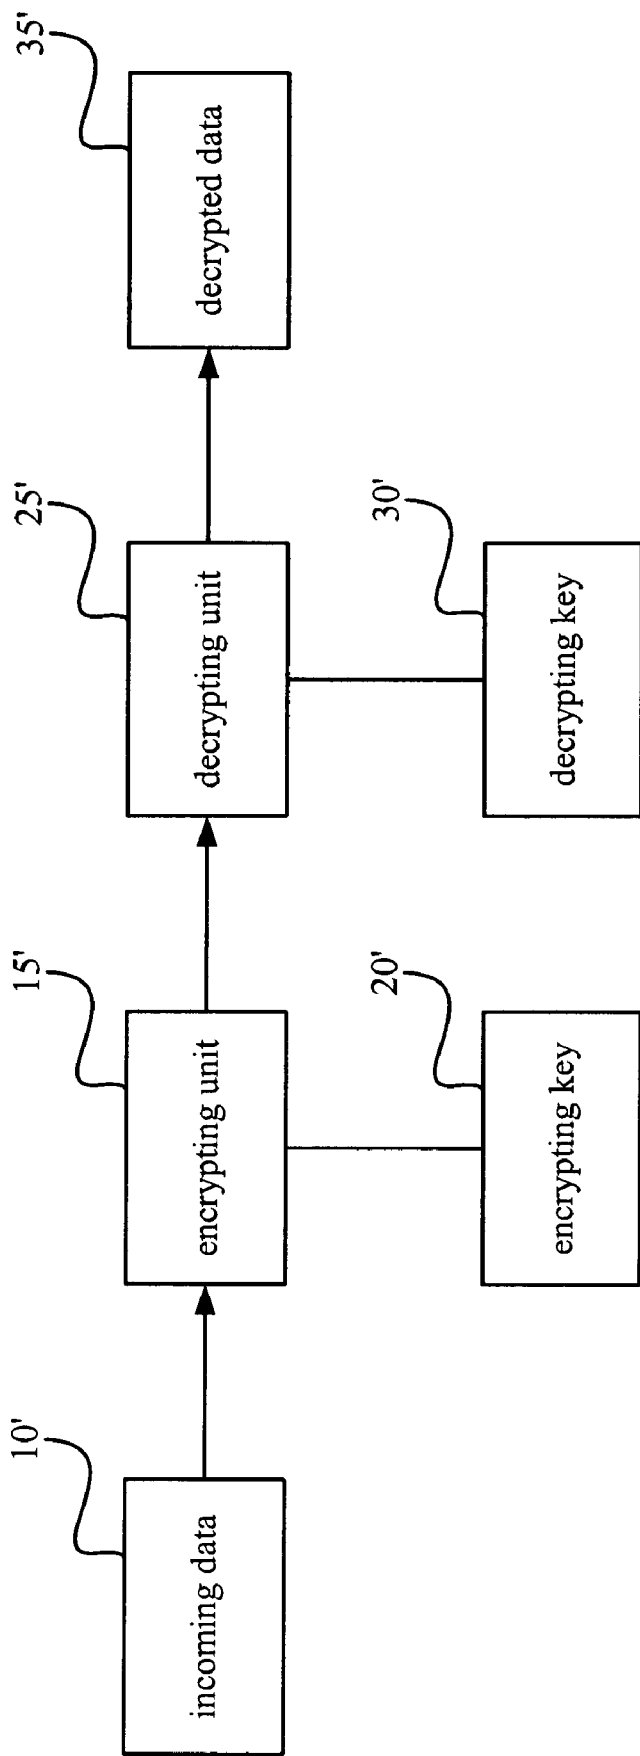 10'
15'
25'
35'
incoming data
encrypting unit
decrypting unit
decrypted data
20'
30'
encrypting key
decrypting key